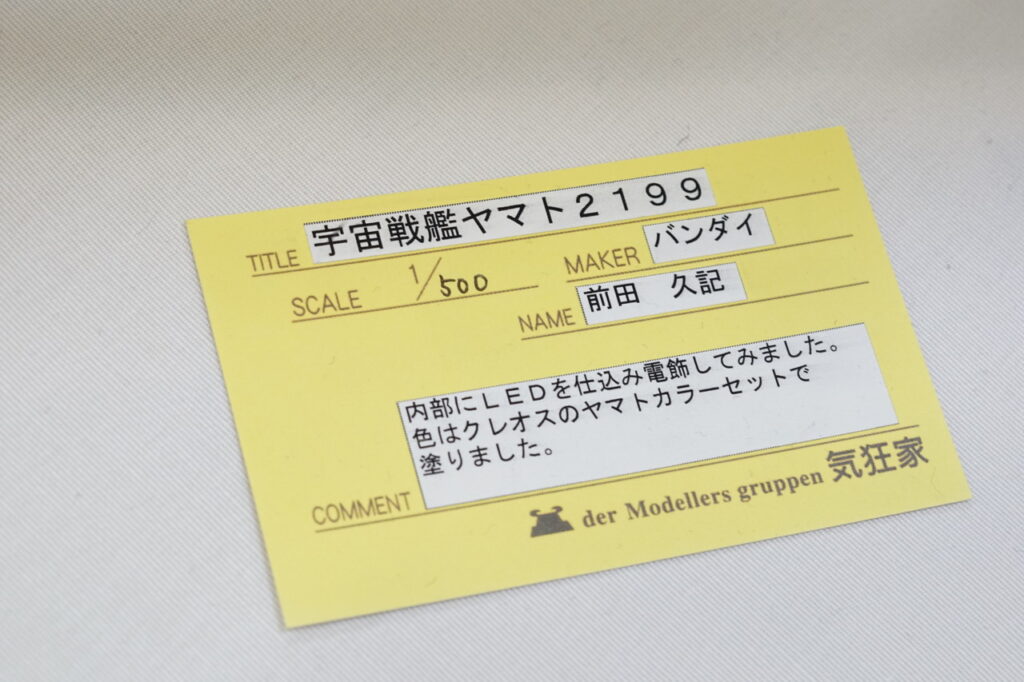 TITLE 宇宙戦艦ヤマト２１９９
SCALE 1/500
MAKER バンダイ
NAME 前田　久記
内部にＬＥＤを仕込み電飾してみました。
色はクレオスのヤマトカラーセットで
塗りました。
COMMENT
der Modellers gruppen 気狂家